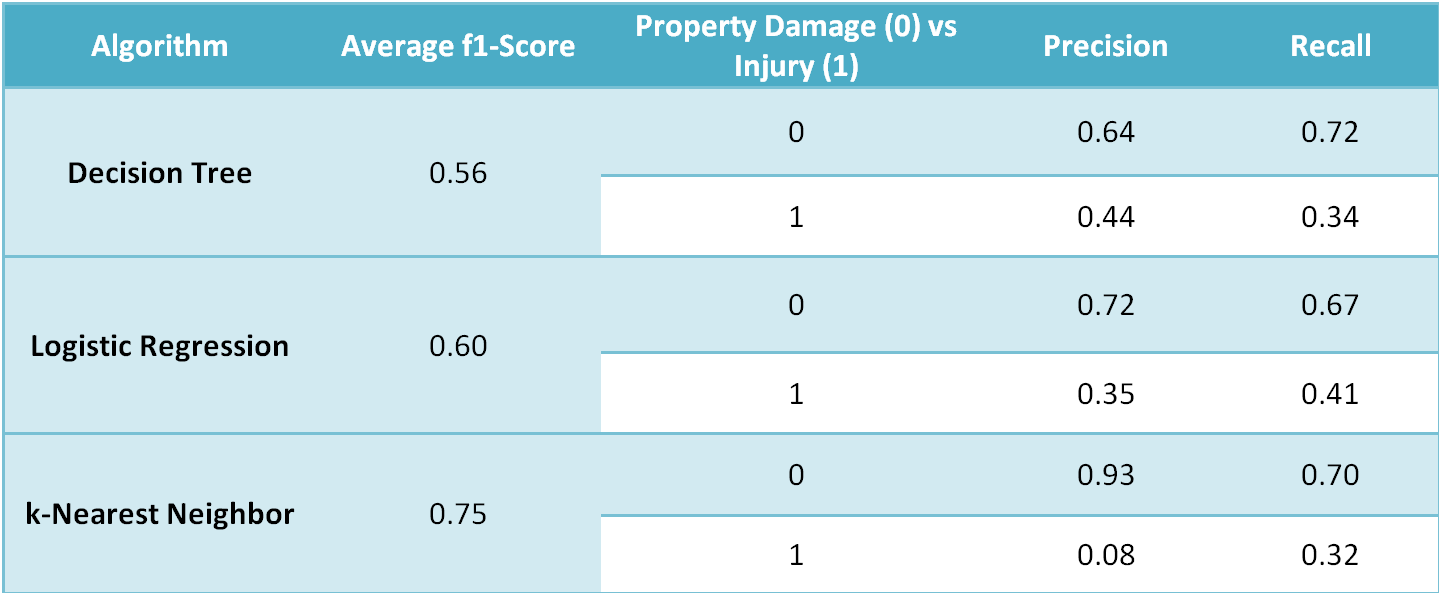 Algorithm Average f1-Score Property Damage (0) vs Injury (1) Precision Recall
Decision Tree 0.56 0 0.64 0.72
1 0.44 0.34
Logistic Regression 0.60 0 0.72 0.67
1 0.35 0.41
k-Nearest Neighbor 0.75 0 0.93 0.70
1 0.08 0.32